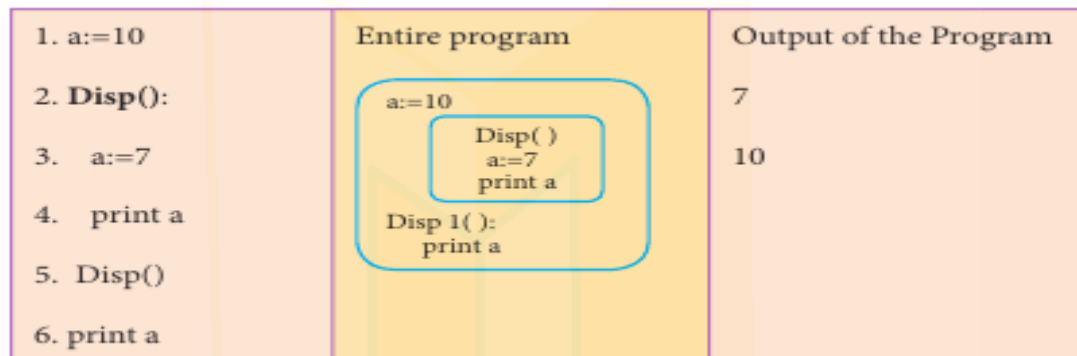 1. a:=10
2. Disp():
3. a:=7
4. print a
5. Disp()
6. print a
Entire program
a:=10
Disp( )
a:=7
print a
Disp 1( ):
print a
Output of the Program
7
10